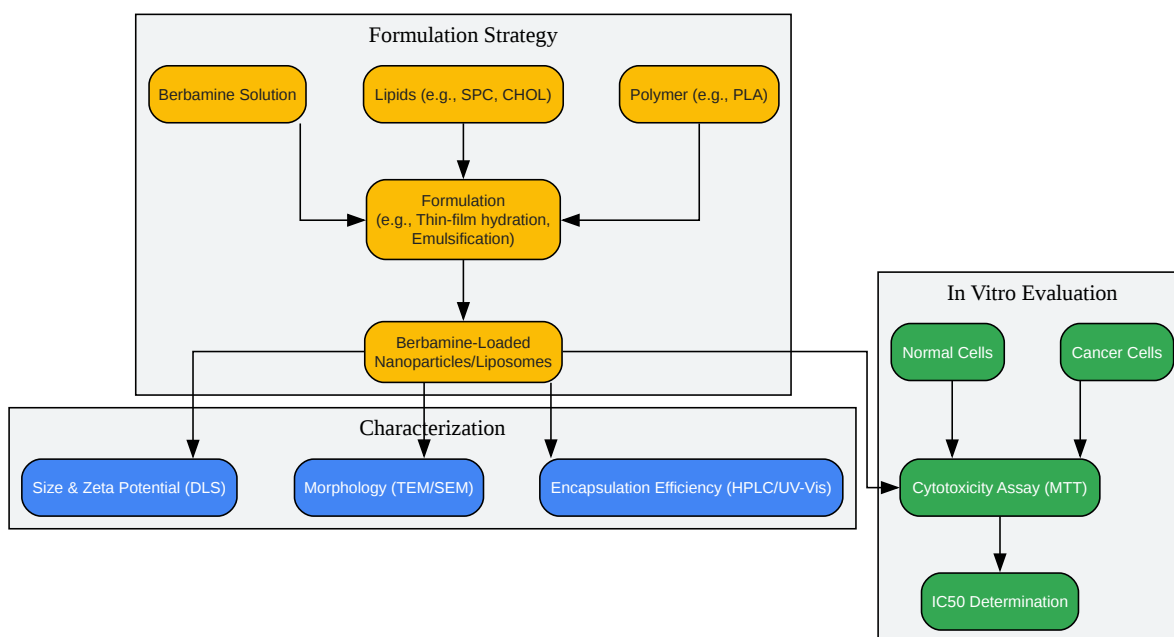 Formulation Strategy
Berbamine Solution
Lipids (e.g., SPC, CHOL)
Polymer (e.g., PLA)
Formulation
(e.g., Thin-film hydration,
Emulsification)
Berbamine-Loaded
Nanoparticles/Liposomes
Characterization
Size & Zeta Potential (DLS)
Morphology (TEM/SEM)
Encapsulation Efficiency (HPLC/UV-Vis)
In Vitro Evaluation
Normal Cells
Cancer Cells
Cytotoxicity Assay (MTT)
IC50 Determination